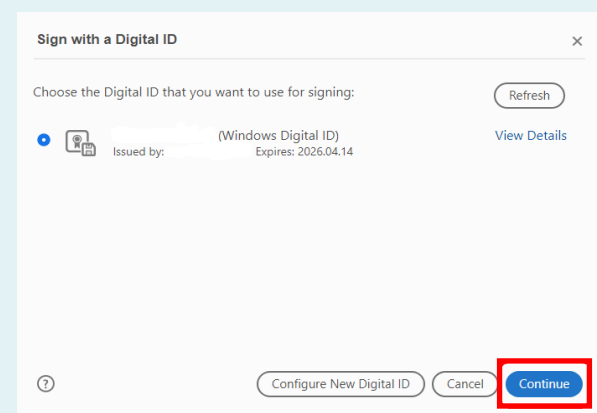 Sign with a Digital ID
Choose the Digital ID that you want to use for signing:
Refresh
(Windows Digital ID)
View Details
Issued by: Expires: 2026.04.14
Configure New Digital ID
Cancel
Continue